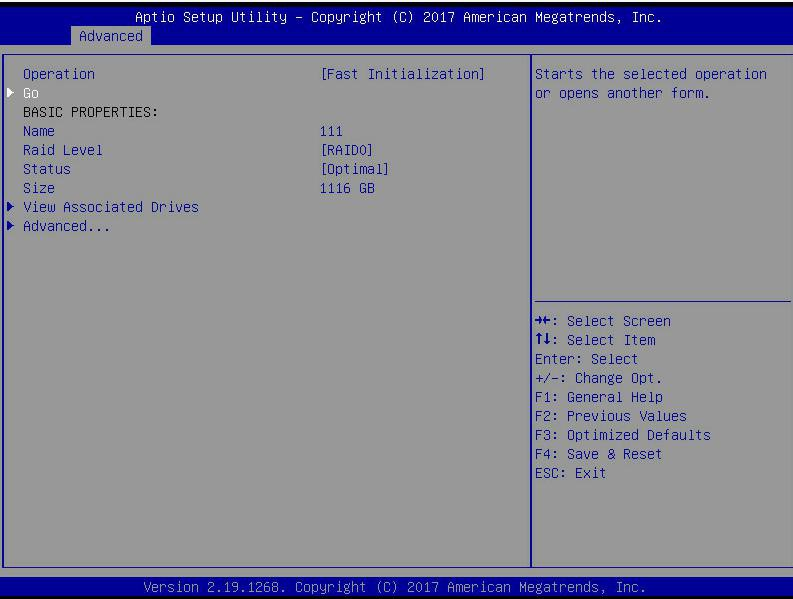 Aptio Setup Utility – Copyright (C) 2017 American Megatrends, Inc.
Advanced
Operation [Fast Initialization]
Go
BASIC PROPERTIES:
Name 111
Raid Level [RAID0]
Status [Optimal]
Size 1116 GB
View Associated Drives
Advanced...
Starts the selected operation
or opens another form.
→←: Select Screen
↑↓: Select Item
Enter: Select
+/-: Change Opt.
F1: General Help
F2: Previous Values
F3: Optimized Defaults
F4: Save & Reset
ESC: Exit
Version 2.19.1268. Copyright (C) 2017 American Megatrends, Inc.